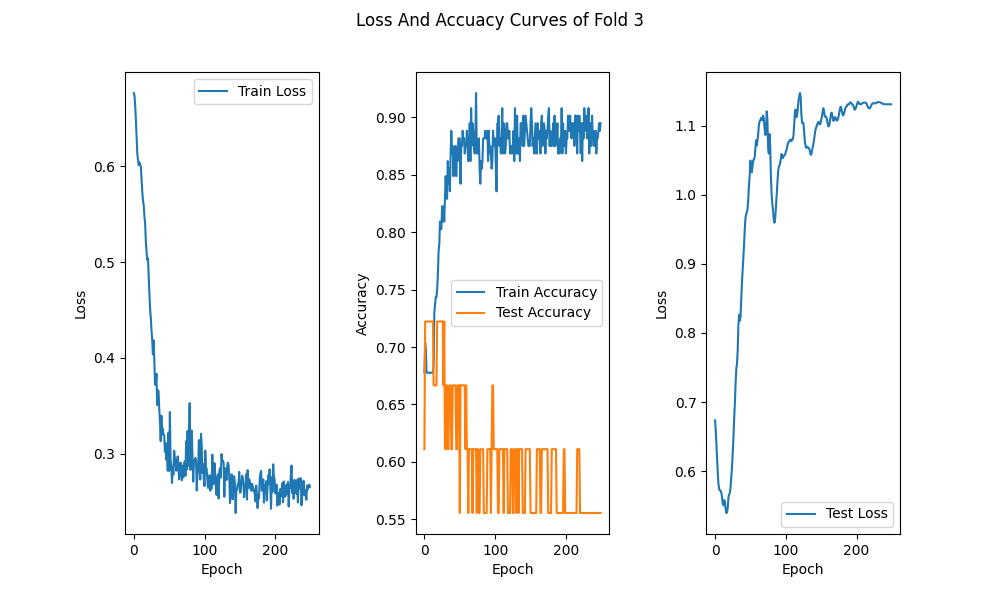 Loss And Accuacy Curves of Fold 3
Train Loss
0.6
0.5
0.4
0.3
Loss
0 100 200
Epoch
0.90
0.85
0.80
0.75
0.70
0.65
0.60
0.55
Accuracy
Train Accuracy
Test Accuracy
0 100 200
Epoch
1.1
1.0
0.9
0.8
0.7
0.6
Loss
Test Loss
0 100 200
Epoch